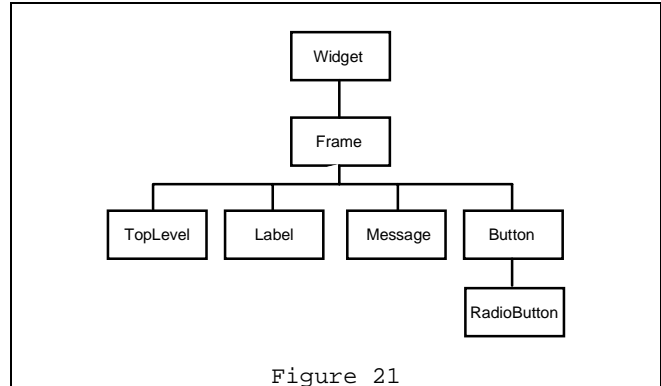 Widget
Frame
TopLevel Label Message Button
RadioButton
Figure 21